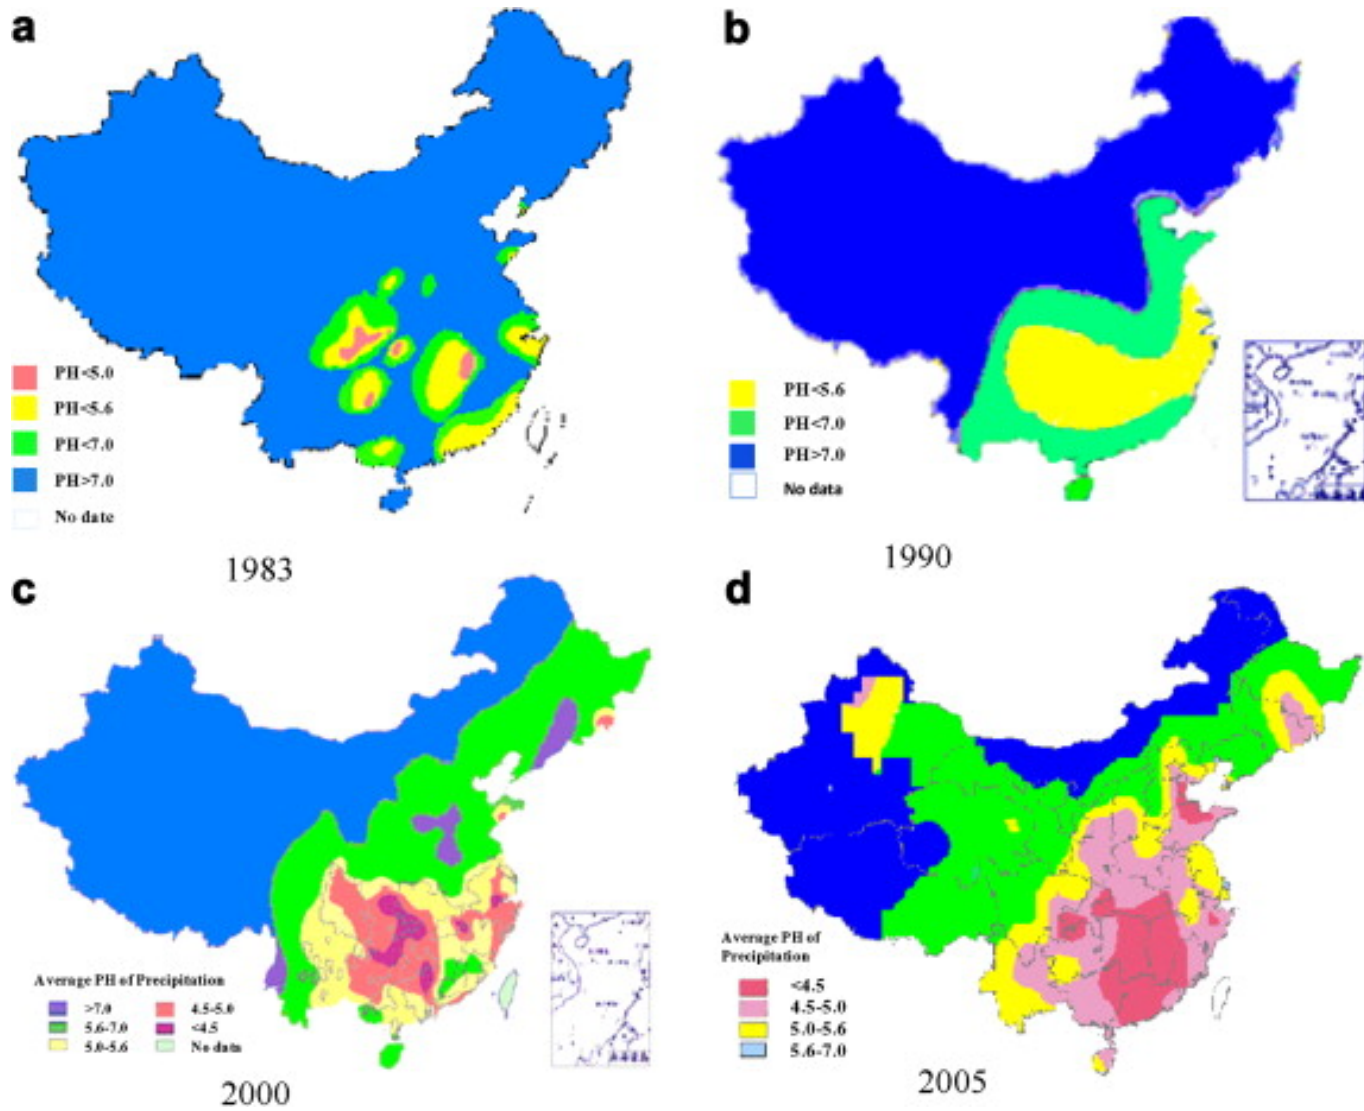 a
PH<5.0
PH<5.6
PH<7.0
PH>7.0
No date
1983
b
PH<5.6
PH<7.0
PH>7.0
No data
1990
c
Average PH of Precipitation
>7.0
4.5-5.0
5.6-7.0
<4.5
5.0-5.6
No data
2000
d
Average PH of
Precipitation
<4.5
4.5-5.0
5.0-5.6
5.6-7.0
2005